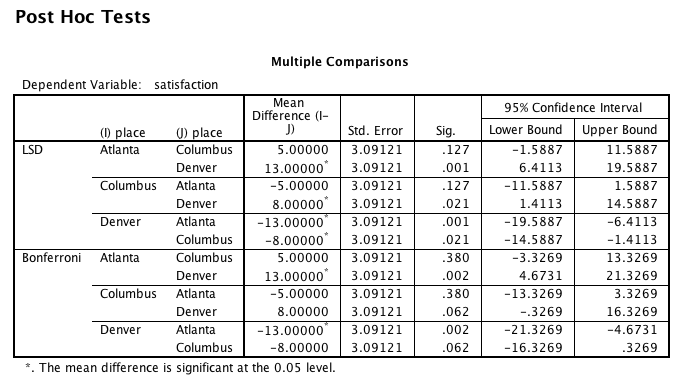 Post Hoc Tests
Multiple Comparisons
Dependent Variable: satisfaction
(I) place (J) place Mean Difference (I-J) Std. Error Sig. 95% Confidence Interval
Lower Bound Upper Bound
LSD Atlanta Columbus 5.00000 3.09121 .127 -1.5887 11.5887
Denver 13.00000* 3.09121 .001 6.4113 19.5887
Columbus Atlanta -5.00000 3.09121 .127 -11.5887 1.5887
Denver 8.00000* 3.09121 .021 1.4113 14.5887
Denver Atlanta -13.00000* 3.09121 .001 -19.5887 -6.4113
Columbus -8.00000* 3.09121 .021 -14.5887 -1.4113
Bonferroni Atlanta Columbus 5.00000 3.09121 .380 -3.3269 13.3269
Denver 13.00000* 3.09121 .002 4.6731 21.3269
Columbus Atlanta -5.00000 3.09121 .380 -13.3269 3.3269
Denver 8.00000 3.09121 .062 -.3269 16.3269
Denver Atlanta -13.00000* 3.09121 .002 -21.3269 -4.6731
Columbus -8.00000 3.09121 .062 -16.3269 .3269
*. The mean difference is significant at the 0.05 level.